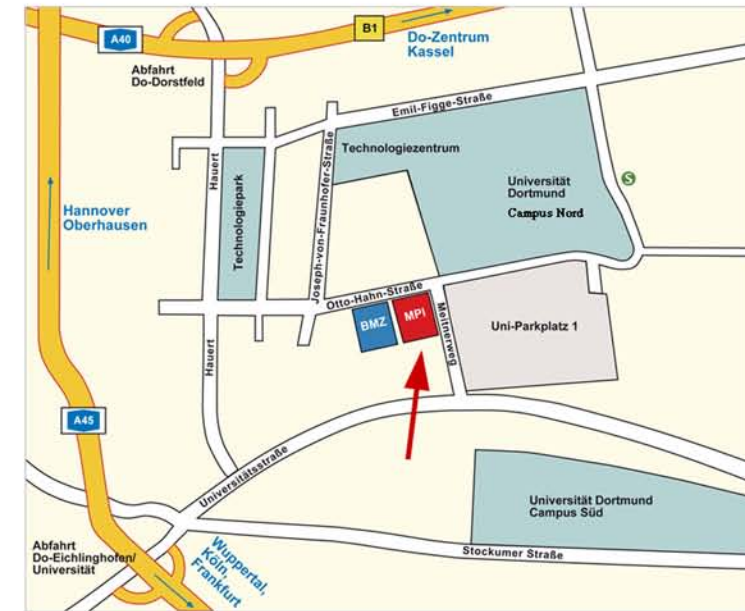 A40
B1
Do-Zentrum
Kassel
Abfahrt
Do-Dorstfeld
Emil-Figge-Straße
Technologiezentrum
Hauert
Technologiepark
Joseph-von-Fraunhofer-Straße
Universität
Dortmund
Campus Nord
S
Hannover
Oberhausen
Otto-Hahn-Straße
BMZ
MPI
Meitnerweg
Uni-Parkplatz 1
Hauert
A45
Universitätsstraße
Universität Dortmund
Campus Süd
Abfahrt
Do-Eichlinghofen/
Universität
Wuppertal,
Köln,
Frankfurt
Stockumer Straße